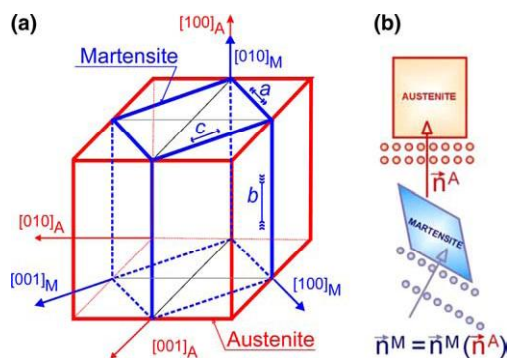 (a)
[100]A
[010]M
Martensite
a
c
b
[010]A
[001]M
[100]M
[001]A
Austenite
(b)
AUSTENITE
n⃗ᴬ
MARTENSITE
n⃗ᴹ = n⃗ᴹ(n⃗ᴬ)